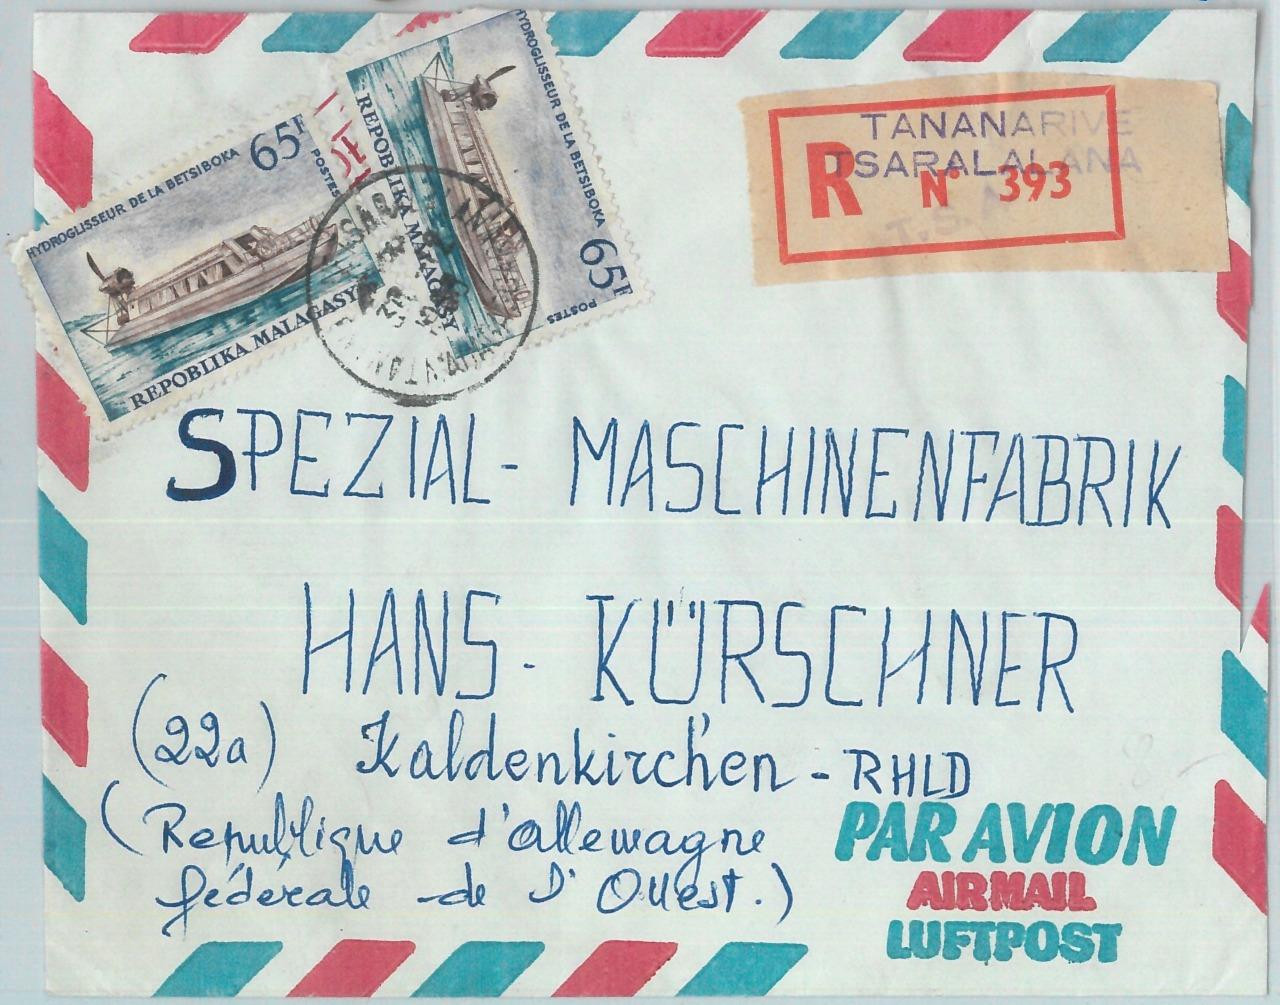 HYDROGLISSEUR DE LA BETSIBOKA
65F
POSTES
REPOBLIKA MALAGASY
HYDROGLISSEUR DE LA BETSIBOKA
65F
POSTES
REPOBLIKA MALAGASY
TANANARIVE
TSARALALANA
R N° 393
SPEZIAL- MASCHINENFABRIK
HANS - KÜRSCHNER
(22a) Kaldenkirchen - RHLD
(Republique d'allemagne
fédérale de l'Ouest.)
PAR AVION
AIRMAIL
LUFTPOST